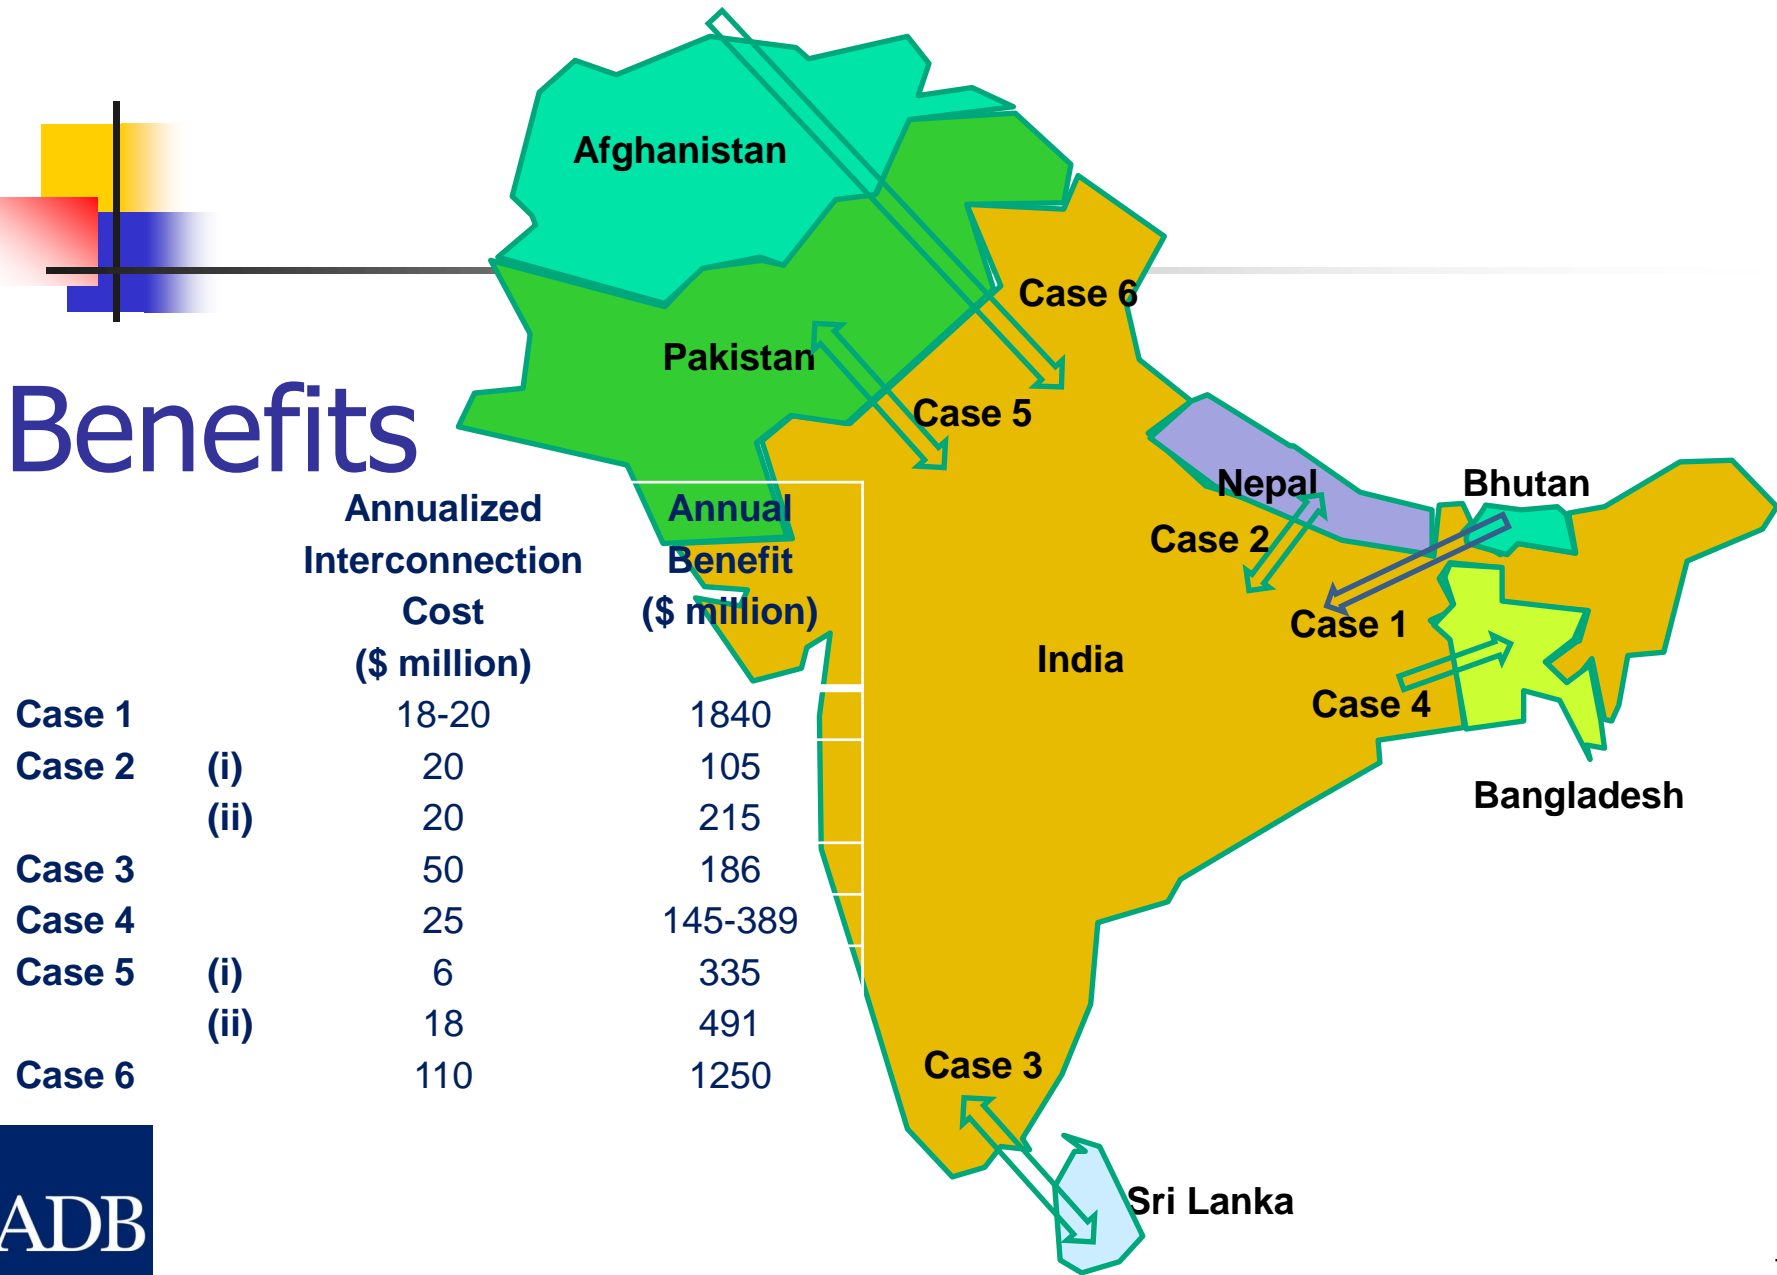 Afghanistan
Case 6
Pakistan
Benefits
Case 5
Nepal
Bhutan
Case 2
Case 1
India
Case 4
Bangladesh
Case 3
Sri Lanka
Annualized Interconnection Cost ($ million) Annual Benefit ($ million)
Case 1 18-20 1840
Case 2 (i) 20 105
(ii) 20 215
Case 3 50 186
Case 4 25 145-389
Case 5 (i) 6 335
(ii) 18 491
Case 6 110 1250
ADB